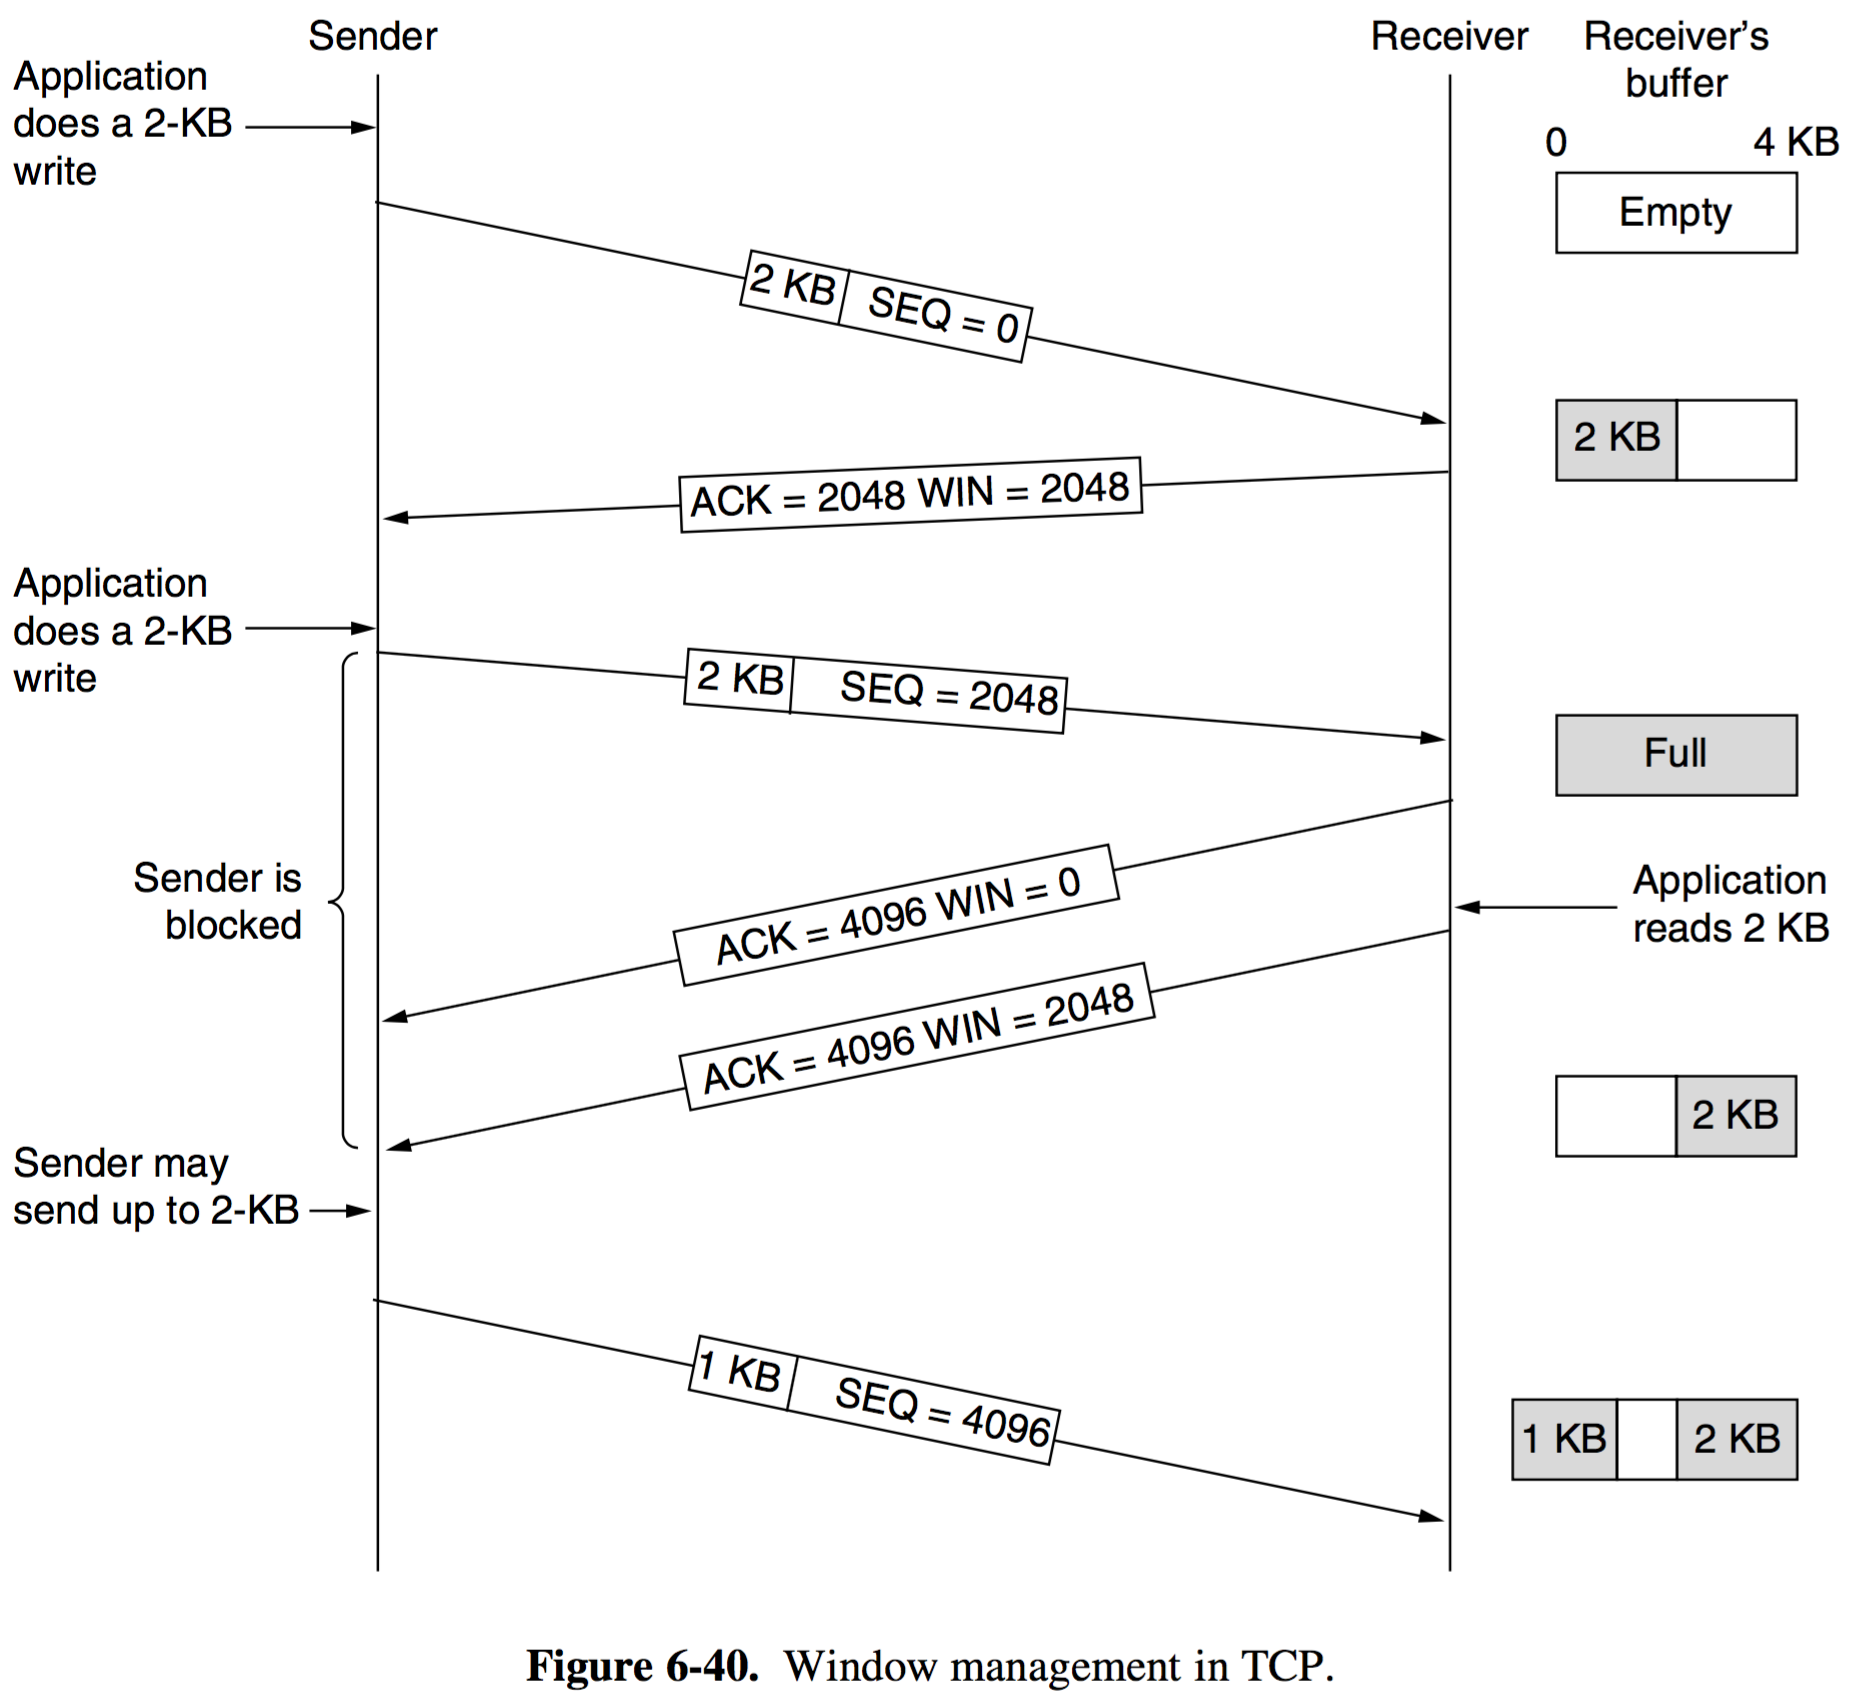 Sender
Receiver
Receiver’s
buffer
Application
does a 2-KB
write
0
4 KB
Empty
2 KB
SEQ = 0
2 KB
ACK = 2048 WIN = 2048
Application
does a 2-KB
write
2 KB
SEQ = 2048
Full
Sender is
blocked
ACK = 4096 WIN = 0
Application
reads 2 KB
ACK = 4096 WIN = 2048
2 KB
Sender may
send up to 2-KB
1 KB
SEQ = 4096
1 KB
2 KB
Figure 6-40. Window management in TCP.